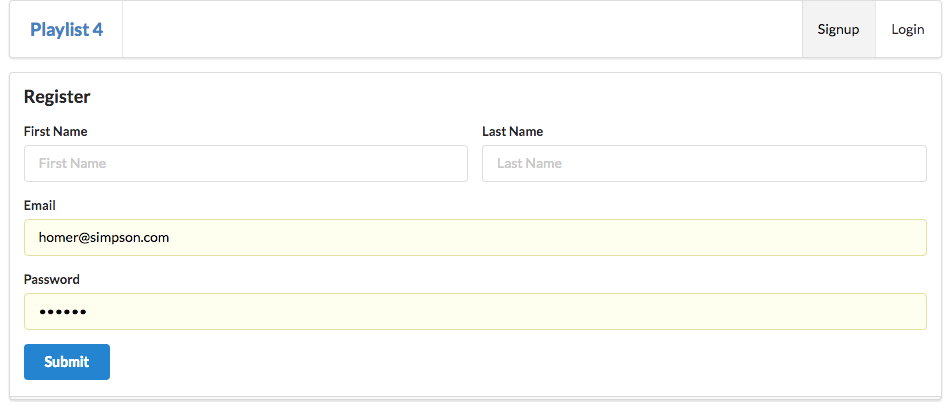 Playlist 4
Signup
Login
Register
First Name
Last Name
First Name
Last Name
Email
homer@simpson.com
Password
••••••
Submit